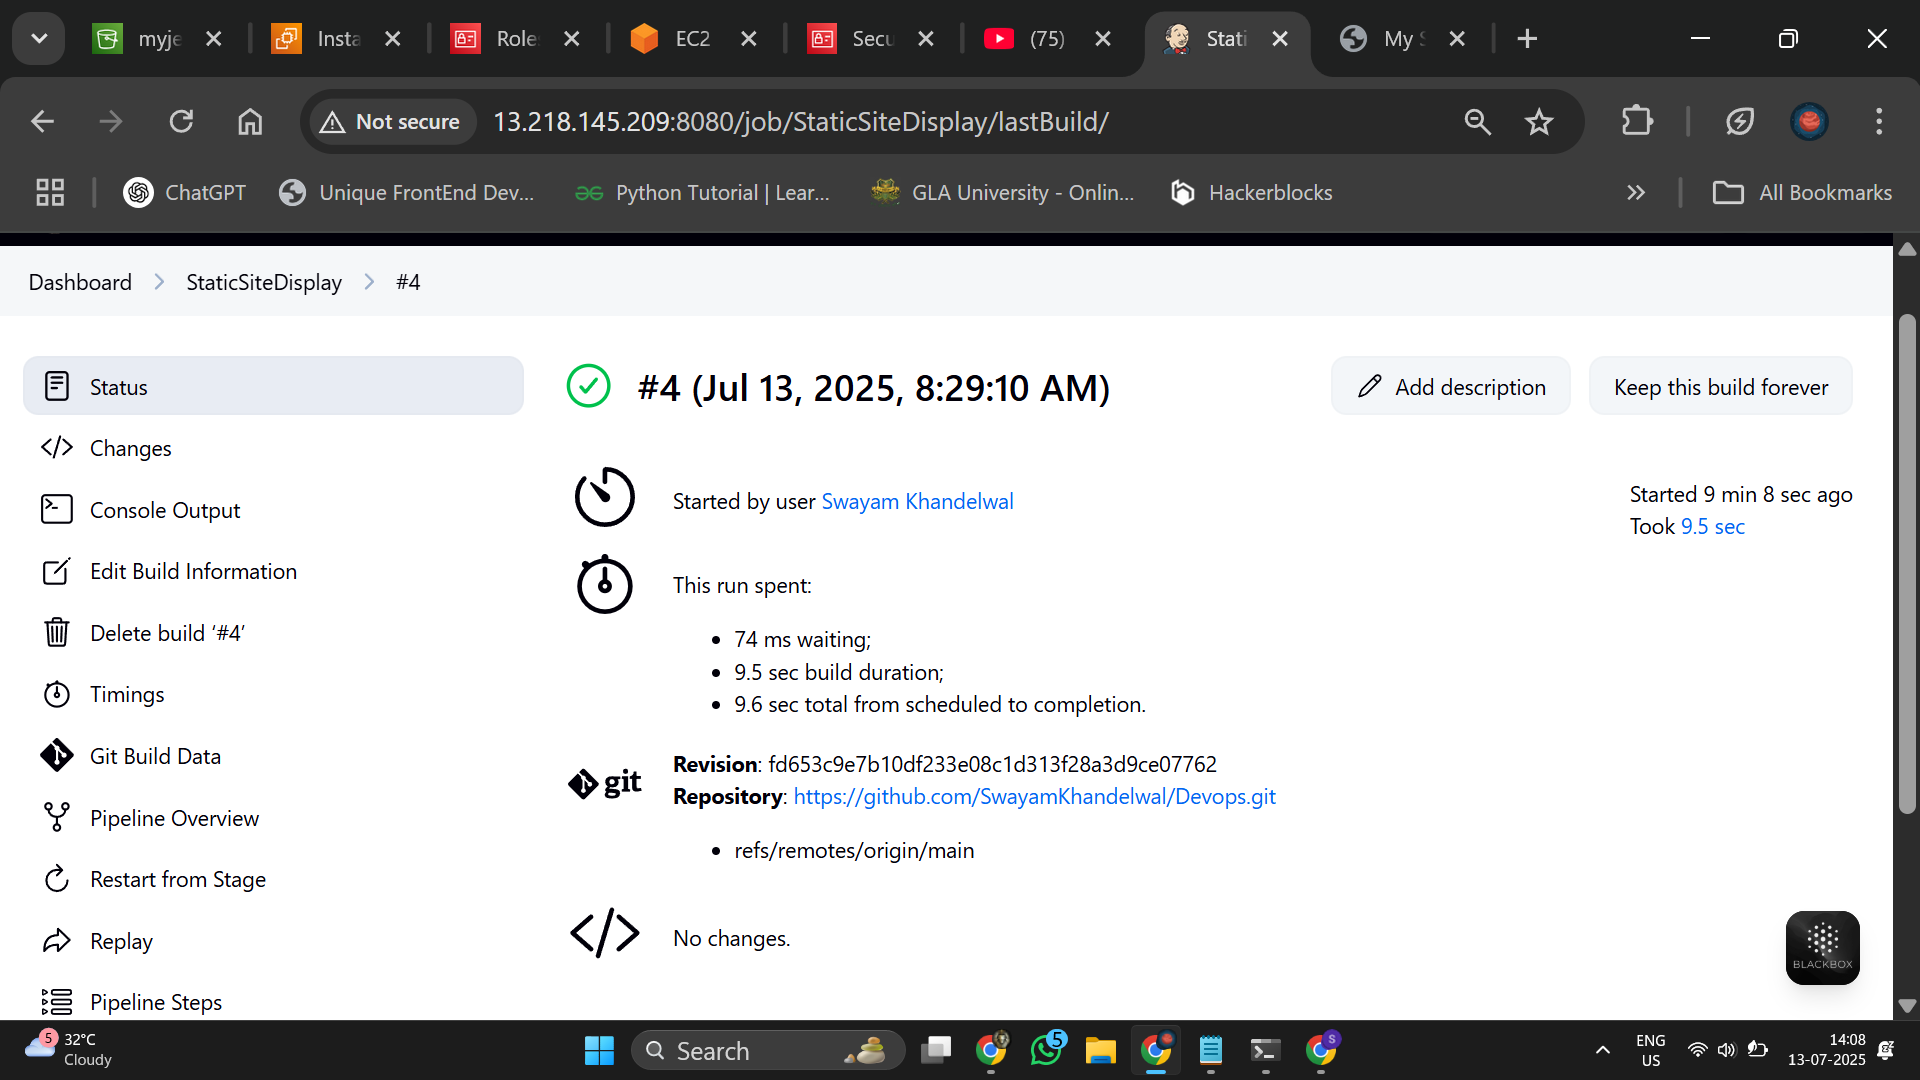 myje
Insta
Role
EC2
Secu
(75)
Stati
My S
Not secure
13.218.145.209:8080/job/StaticSiteDisplay/lastBuild/
ChatGPT
Unique FrontEnd Dev...
Python Tutorial | Lear...
GLA University - Onlin...
Hackerblocks
All Bookmarks
Dashboard
StaticSiteDisplay
#4
Status
Changes
Console Output
Edit Build Information
Delete build ‘#4’
Timings
Git Build Data
Pipeline Overview
Restart from Stage
Replay
Pipeline Steps
#4 (Jul 13, 2025, 8:29:10 AM)
Add description
Keep this build forever
Started by user Swayam Khandelwal
Started 9 min 8 sec ago
Took 9.5 sec
This run spent:
74 ms waiting;
9.5 sec build duration;
9.6 sec total from scheduled to completion.
git
Revision: fd653c9e7b10df233e08c1d313f28a3d9ce07762
Repository: https://github.com/SwayamKhandelwal/Devops.git
refs/remotes/origin/main
No changes.
BLACKBOX
5
32°C
Cloudy
Search
5
S
ENG
US
14:08
13-07-2025